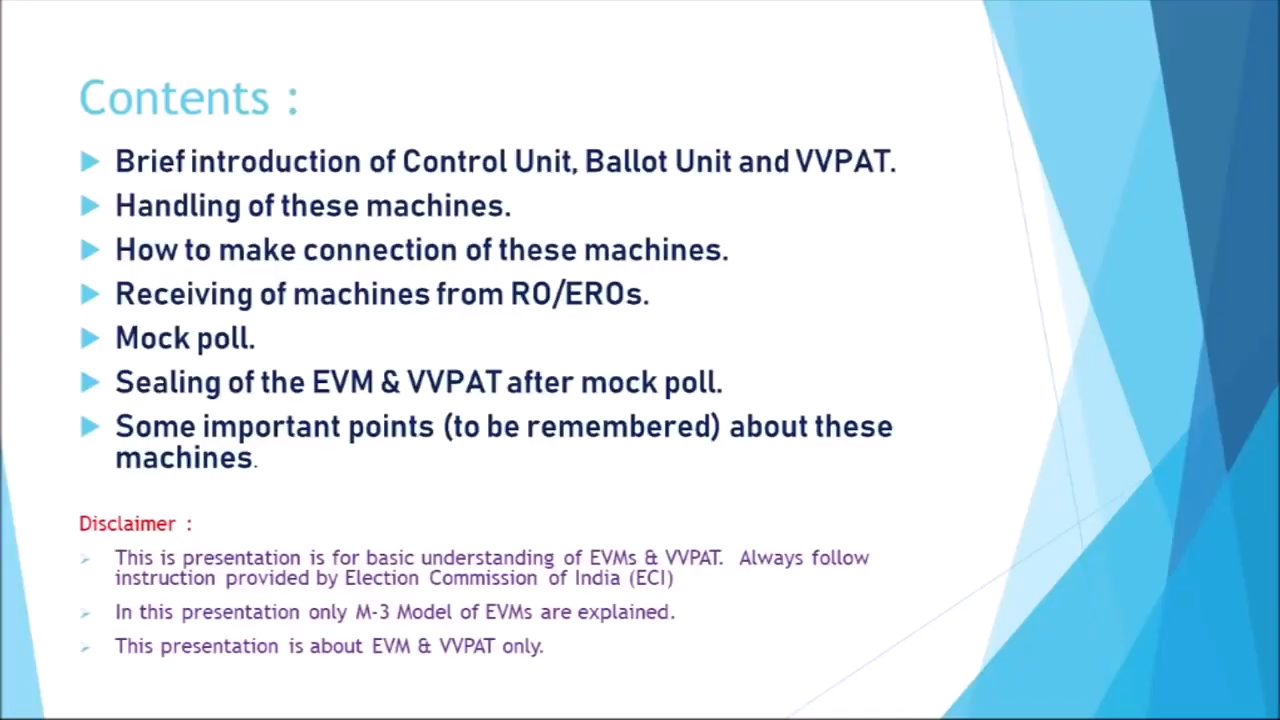 Contents :
Brief introduction of Control Unit, Ballot Unit and VVPAT.
Handling of these machines.
How to make connection of these machines.
Receiving of machines from RO/EROs.
Mock poll.
Sealing of the EVM & VVPAT after mock poll.
Some important points (to be remembered) about these
machines.
Disclaimer :
This is presentation is for basic understanding of EVMs & VVPAT. Always follow
instruction provided by Election Commission of India (ECI)
In this presentation only M-3 Model of EVMs are explained.
This presentation is about EVM & VVPAT only.